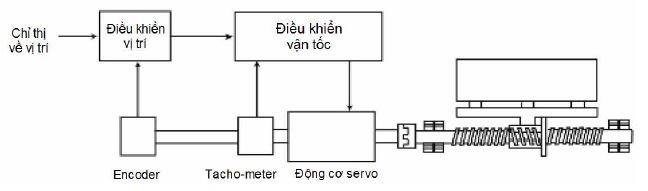 Chỉ thị
về vị trí
Điều khiển
vị trí
Điều khiển
vận tốc
Encoder
Tacho-meter
Động cơ servo